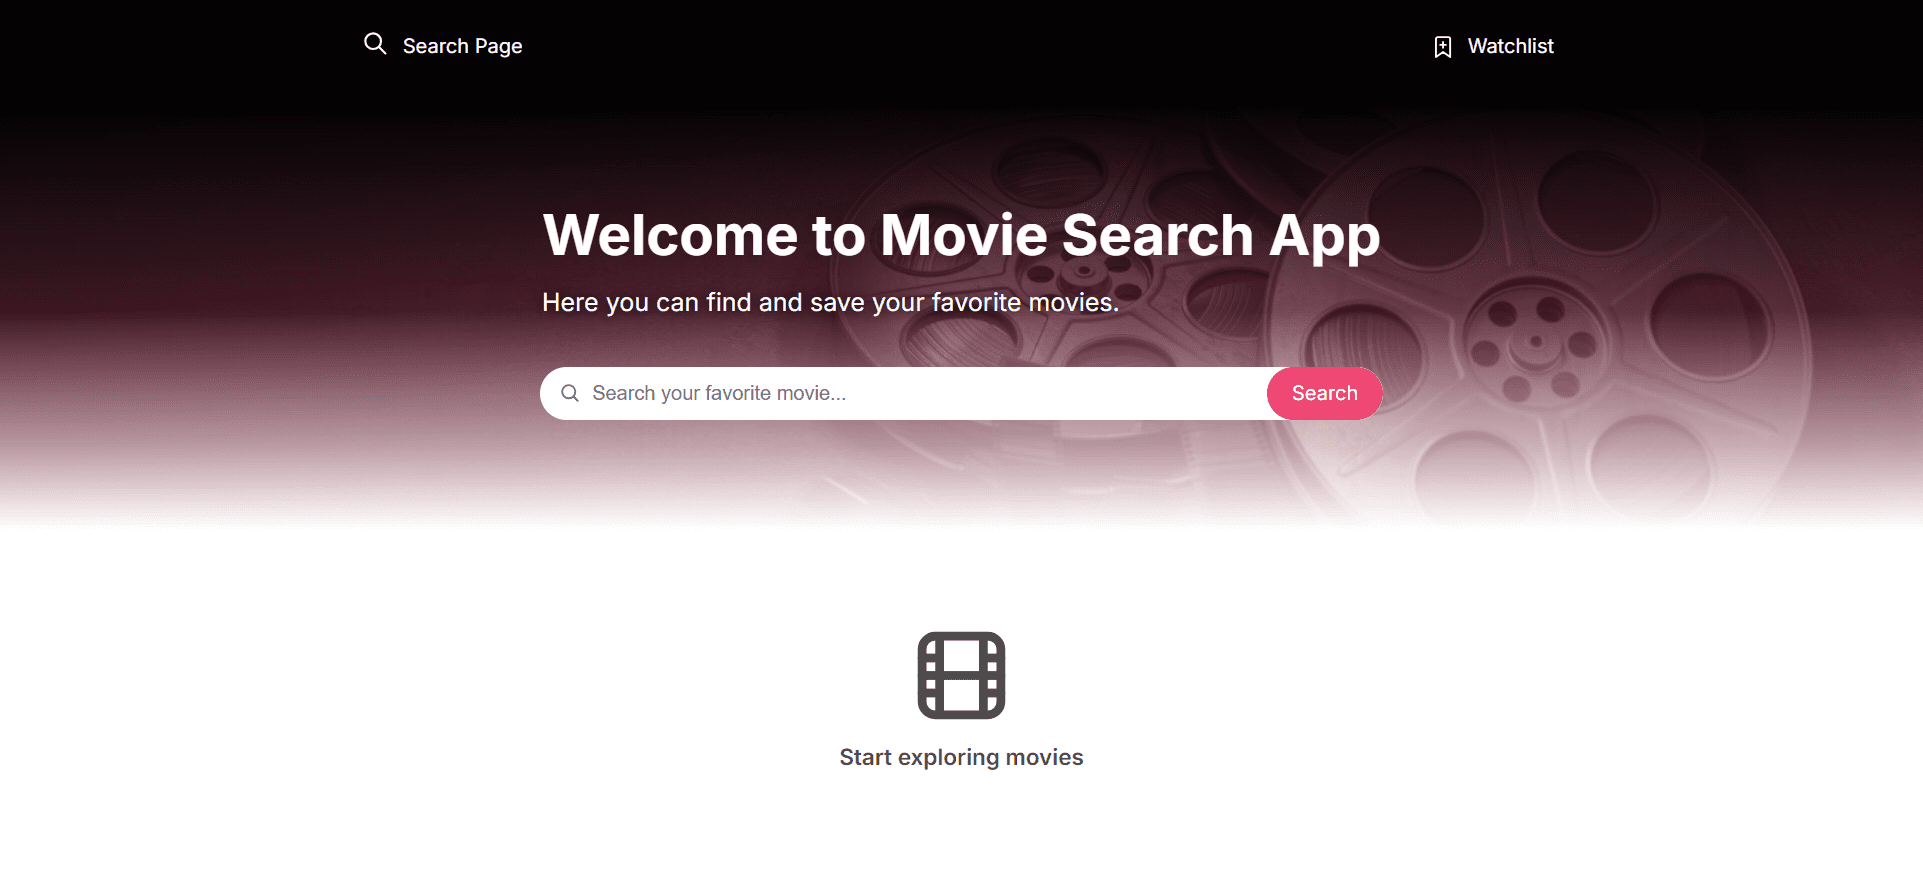 Search Page
Watchlist
Welcome to Movie Search App
Here you can find and save your favorite movies.
Search your favorite movie...
Search
Start exploring movies